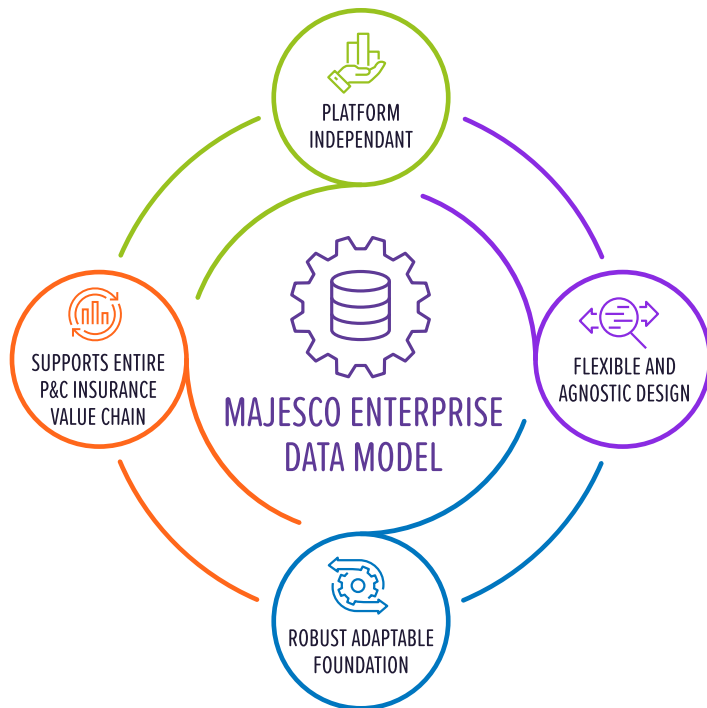 PLATFORM
INDEPENDANT
SUPPORTS ENTIRE
P&C INSURANCE
VALUE CHAIN
MAJESCO ENTERPRISE
DATA MODEL
FLEXIBLE AND
AGNOSTIC DESIGN
ROBUST ADAPTABLE
FOUNDATION